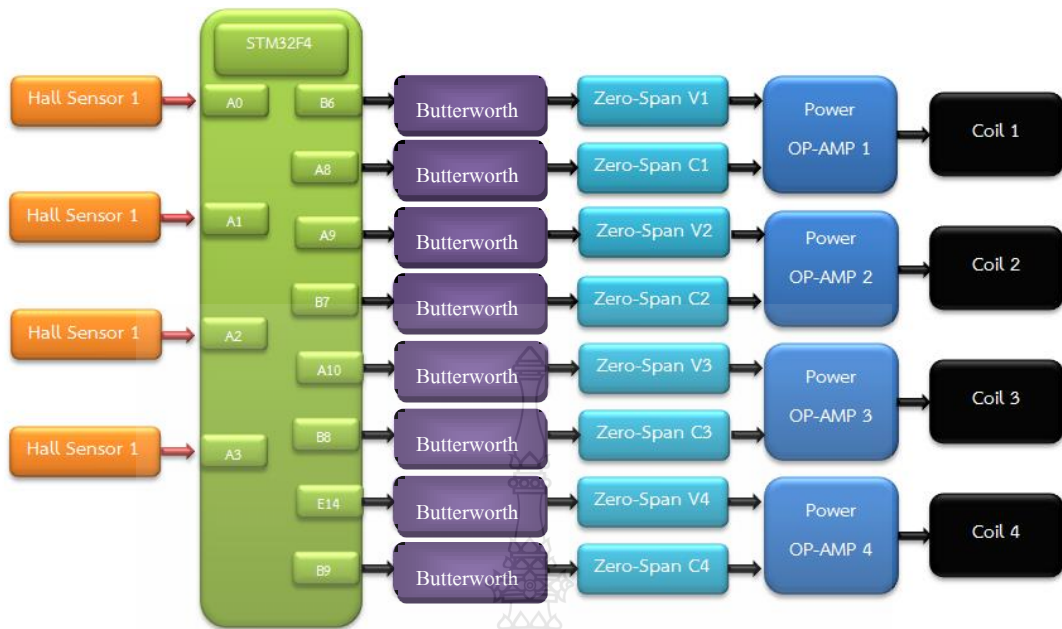 STM32F4
Hall Sensor 1
A0
B6
Butterworth
Zero-Span V1
Power
OP-AMP 1
Coil 1
A8
Butterworth
Zero-Span C1
Hall Sensor 1
A1
A9
Butterworth
Zero-Span V2
Power
OP-AMP 2
Coil 2
B7
Butterworth
Zero-Span C2
Hall Sensor 1
A2
A10
Butterworth
Zero-Span V3
Power
OP-AMP 3
Coil 3
B8
Butterworth
Zero-Span C3
Hall Sensor 1
A3
E14
Butterworth
Zero-Span V4
Power
OP-AMP 4
Coil 4
B9
Butterworth
Zero-Span C4